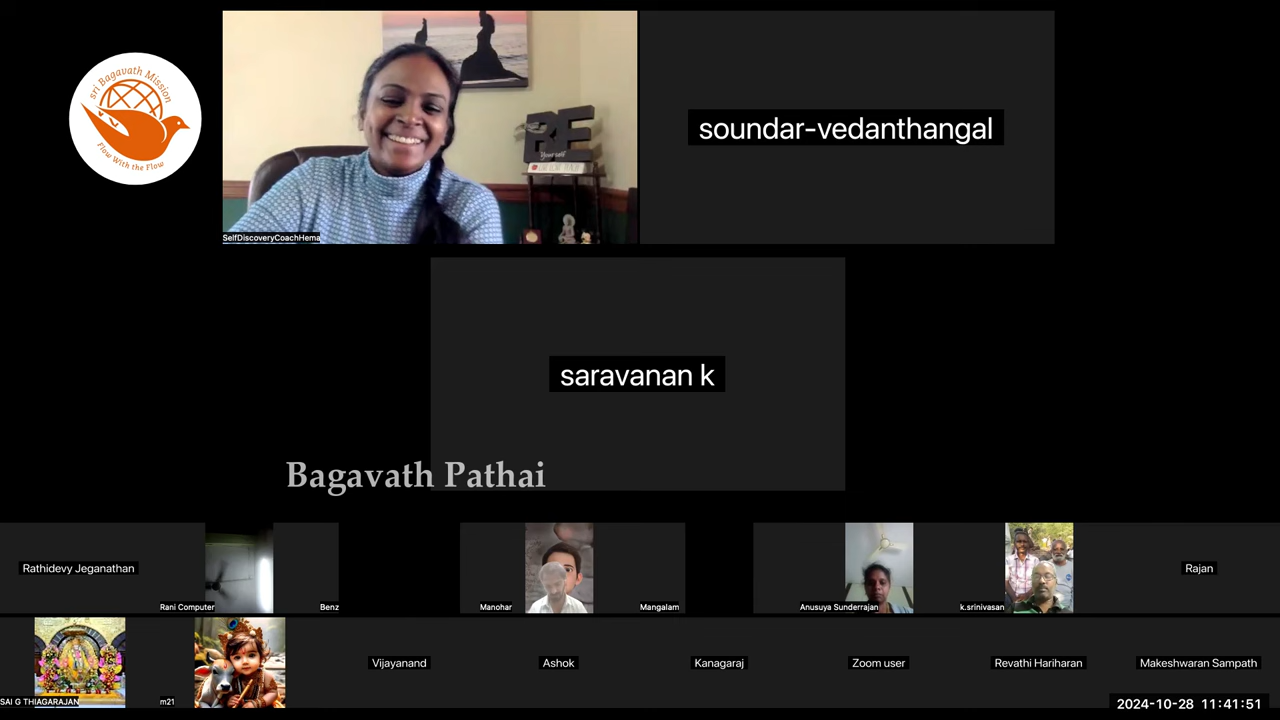 sri Bagavath Mission
Flow With the Flow
BE
Yourself
SelfDiscoveryCoachHema
soundar-vedanthangal
saravanan k
Bagavath Pathai
Rathidevy Jeganathan
Rani Computer
Benz
Manohar
Mangalam
Anusuya Sunderrajan
k.srinivasan
Rajan
SAI G THIAGARAJAN
m21
Vijayanand
Ashok
Kanagaraj
Zoom user
Revathi Hariharan
Makeshwaran Sampath
2024-10-28 11:41:51